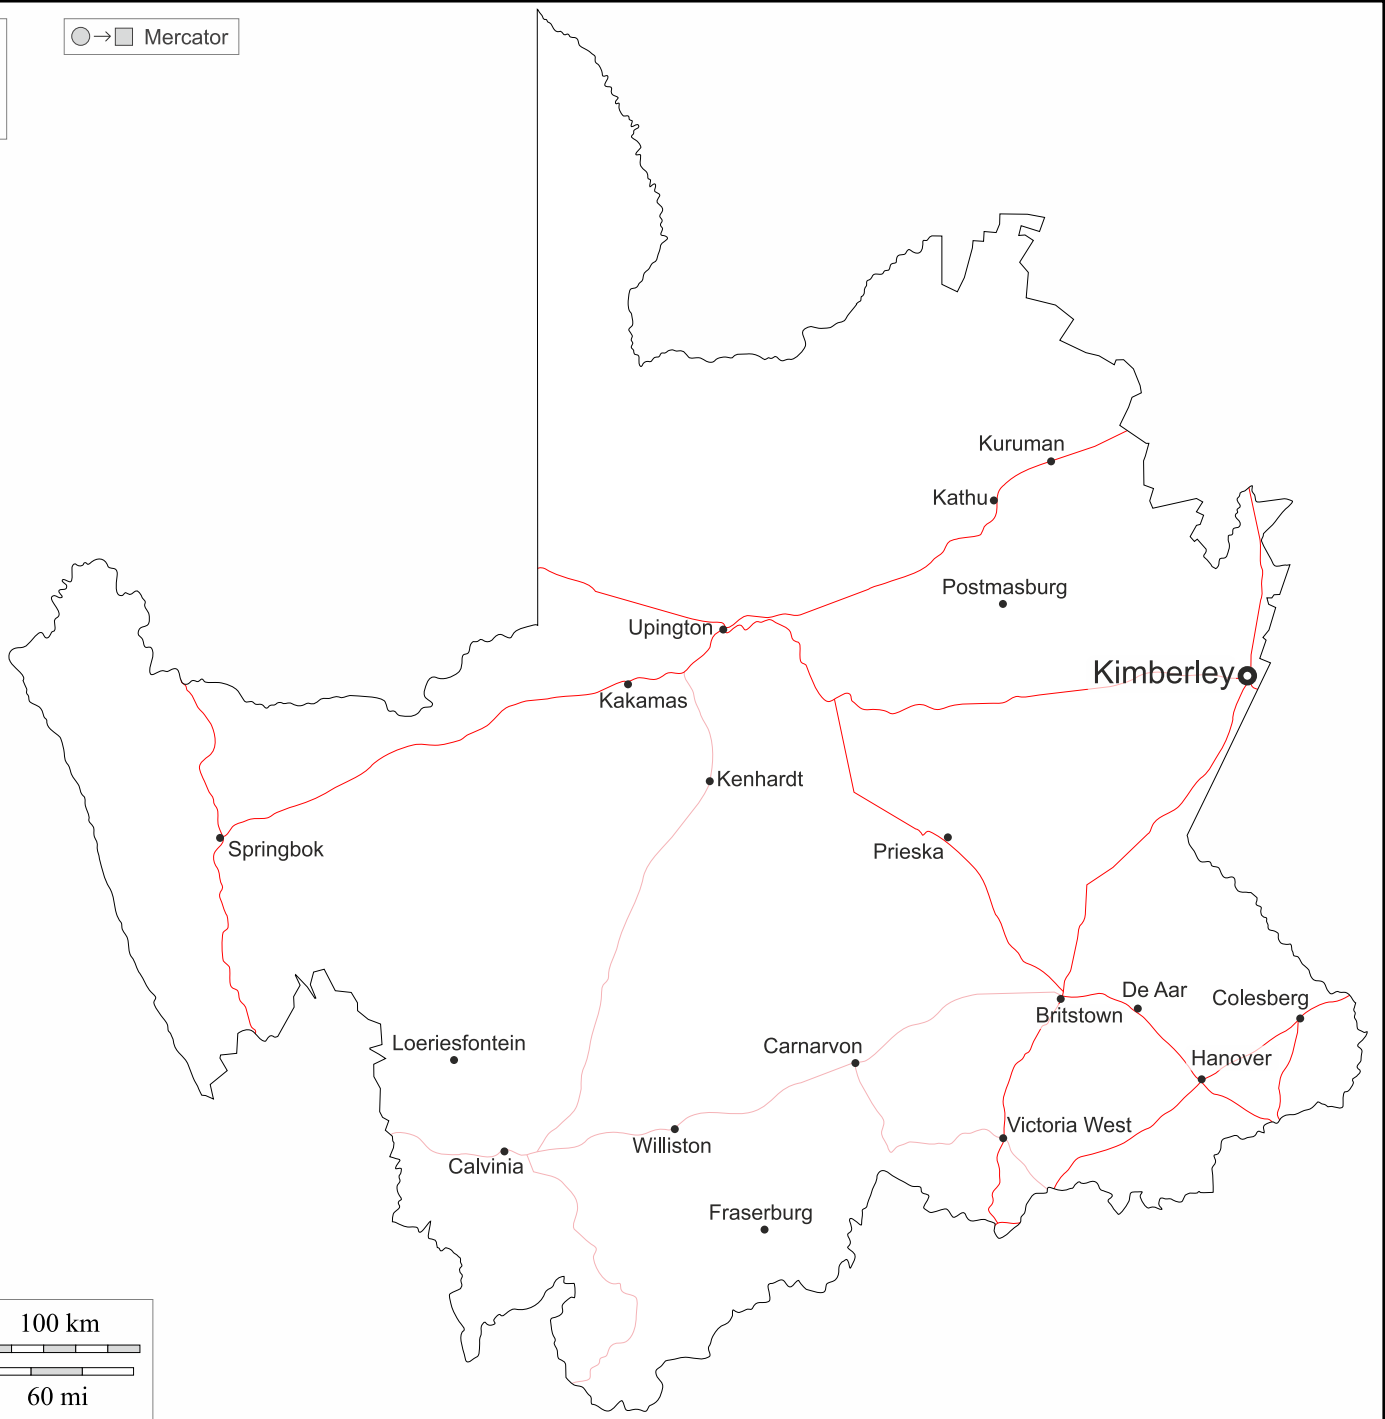 Mercator
Kuruman
Kathu
Postmasburg
Upington
Kimberley
Kakamas
Kenhardt
Springbok
Prieska
De Aar
Colesberg
Britstown
Loeriesfontein
Carnarvon
Hanover
Victoria West
Williston
Calvinia
Fraserburg
100 km
60 mi